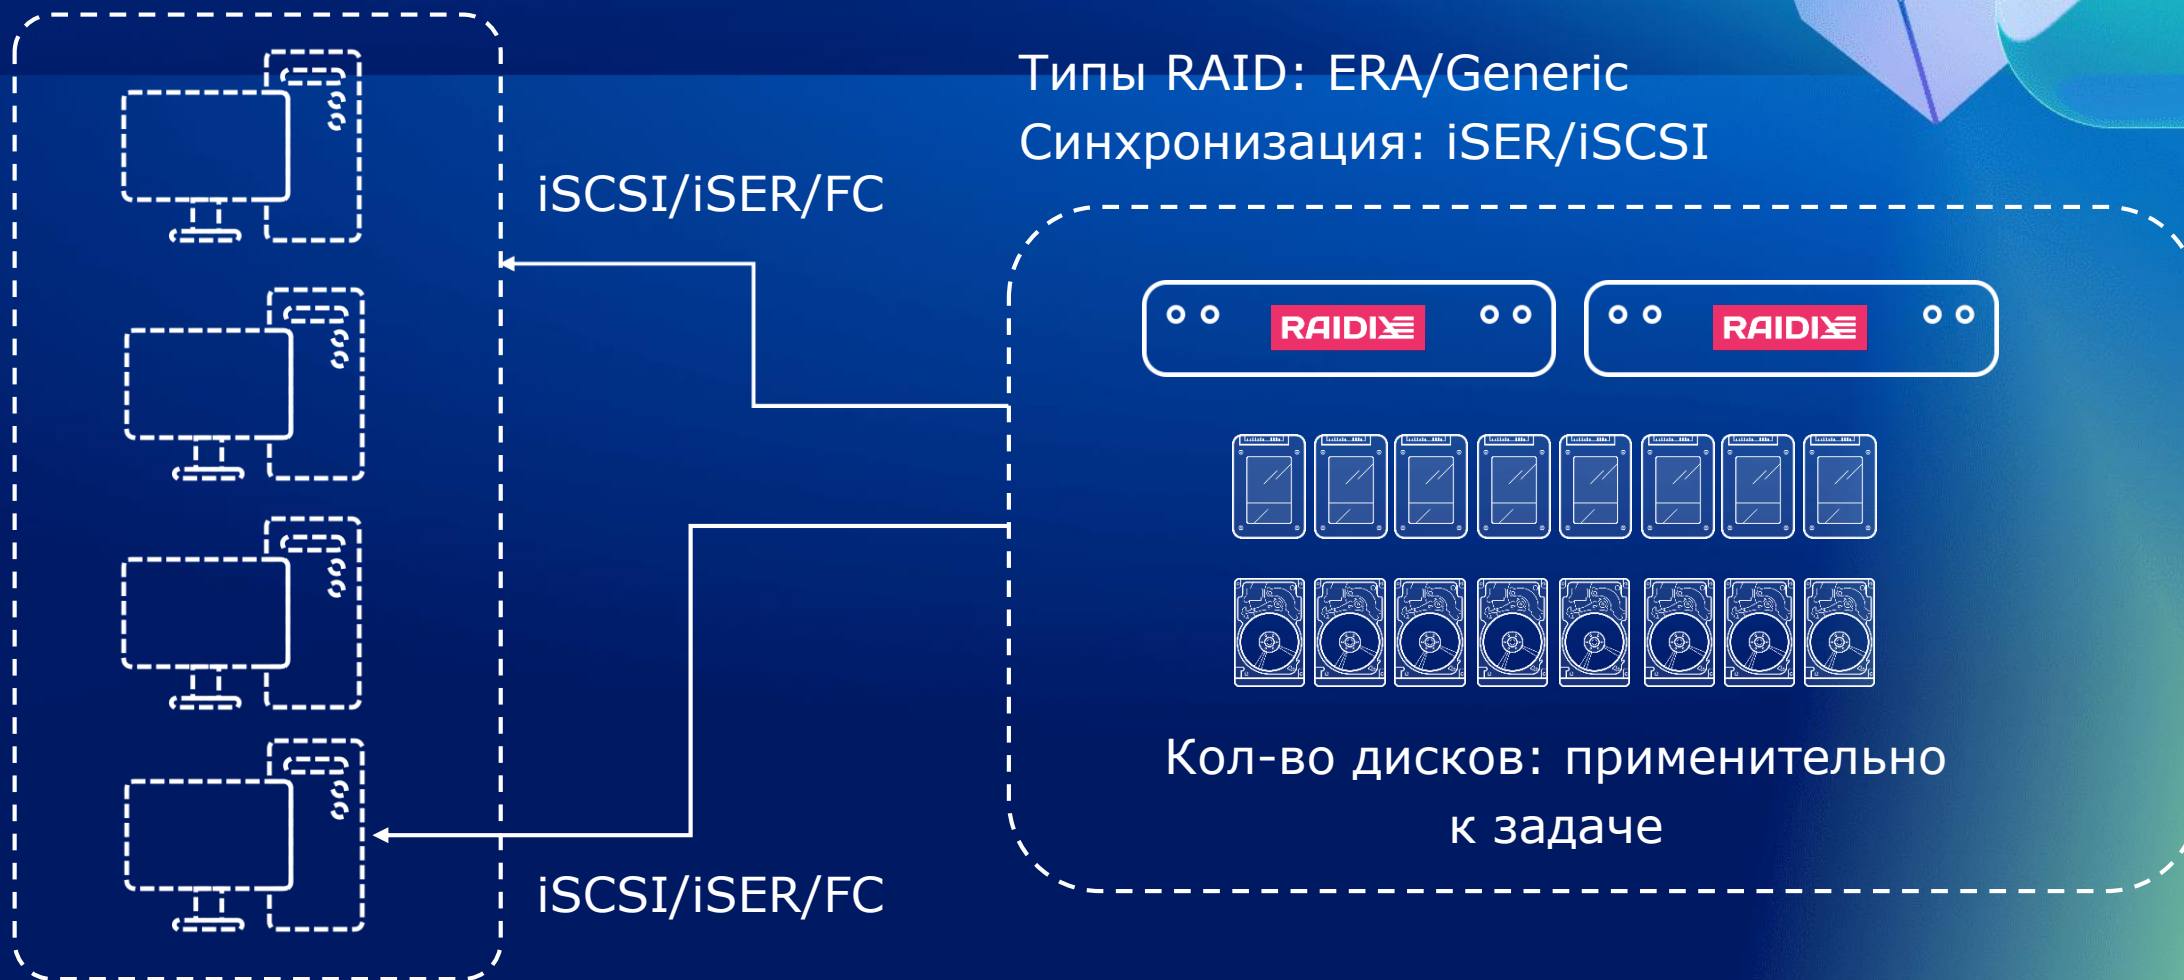 Типы RAID: ERA/Generic
Синхронизация: iSER/iSCSI
iSCSI/iSER/FC
RAIDIX
RAIDIX
Кол-во дисков: применительно
к задаче
iSCSI/iSER/FC